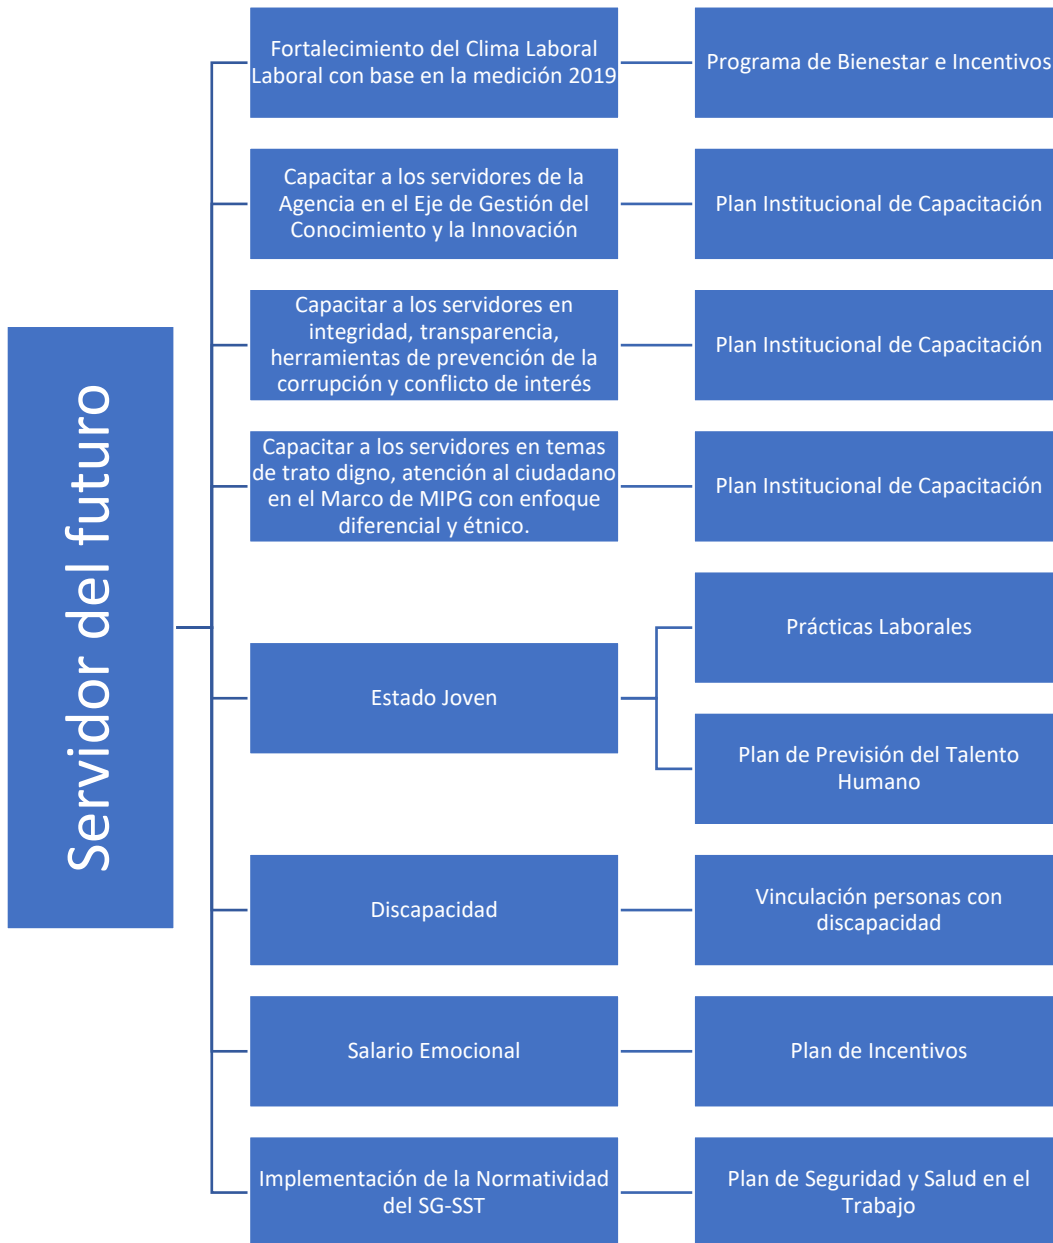 Servidor del futuro
Fortalecimiento del Clima Laboral
Laboral con base en la medición 2019
Programa de Bienestar e Incentivos
Capacitar a los servidores de la
Agencia en el Eje de Gestión del
Conocimiento y la Innovación
Plan Institucional de Capacitación
Capacitar a los servidores en
integridad, transparencia,
herramientas de prevención de la
corrupción y conflicto de interés
Plan Institucional de Capacitación
Capacitar a los servidores en temas
de trato digno, atención al ciudadano
en el Marco de MIPG con enfoque
diferencial y étnico.
Plan Institucional de Capacitación
Estado Joven
Prácticas Laborales
Plan de Previsión del Talento
Humano
Discapacidad
Vinculación personas con
discapacidad
Salario Emocional
Plan de Incentivos
Implementación de la Normatividad
del SG-SST
Plan de Seguridad y Salud en el
Trabajo